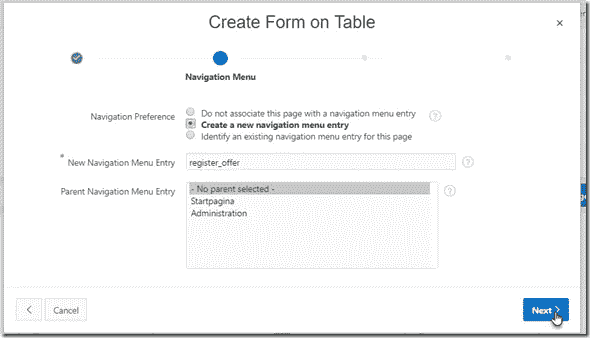 Create Form on Table
Navigation Menu
Navigation Preference
Do not associate this page with a navigation menu entry
Create a new navigation menu entry
Identify an existing navigation menu entry for this page
* New Navigation Menu Entry
register_offer
Parent Navigation Menu Entry
- No parent selected -
Startpagina
Administration
Cancel
Next